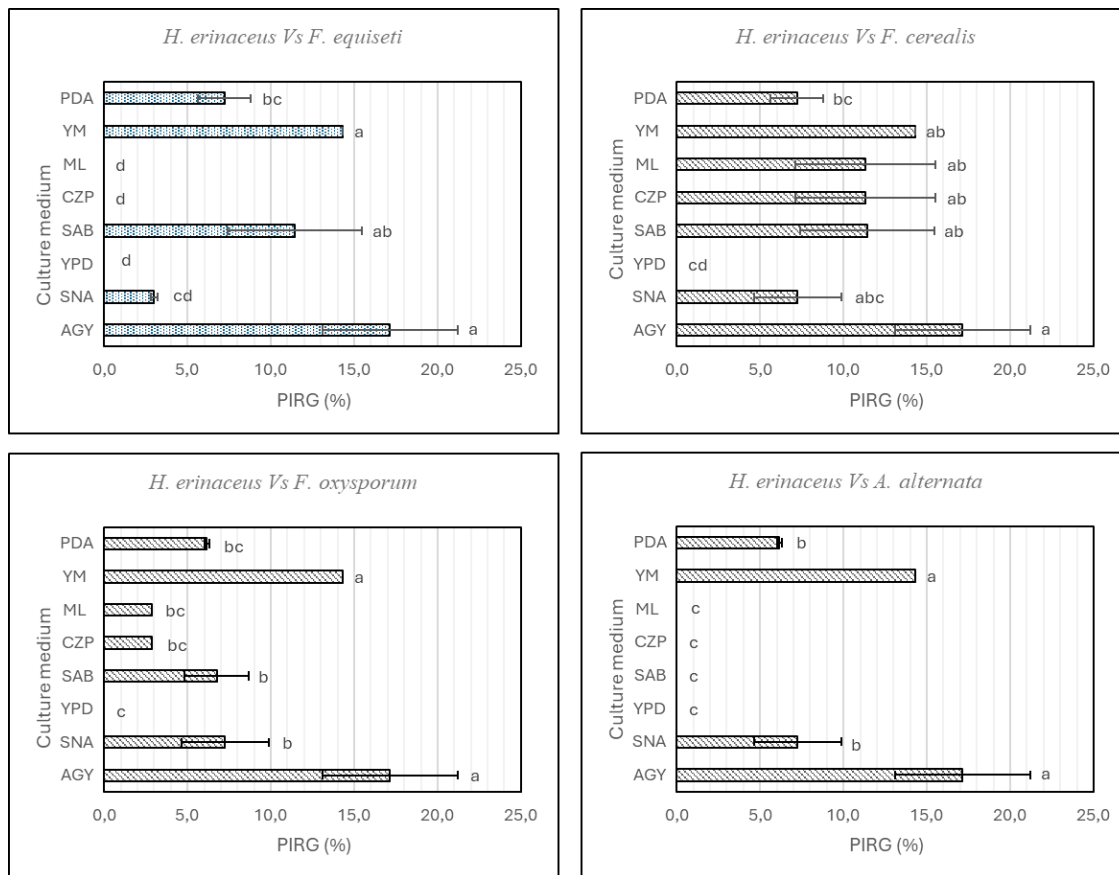 H. erinaceus Vs F. equiseti
Culture medium
PDA bc
YM a
ML d
CZP d
SAB ab
YPD d
SNA cd
AGY a
0,0 5,0 10,0 15,0 20,0 25,0
PIRG (%)
H. erinaceus Vs F. cerealis
Culture medium
PDA bc
YM ab
ML ab
CZP ab
SAB ab
YPD cd
SNA abc
AGY a
0,0 5,0 10,0 15,0 20,0 25,0
PIRG (%)
H. erinaceus Vs F. oxysporum
Culture medium
PDA bc
YM a
ML bc
CZP bc
SAB b
YPD c
SNA b
AGY a
0,0 5,0 10,0 15,0 20,0 25,0
PIRG (%)
H. erinaceus Vs A. alternata
Culture medium
PDA b
YM a
ML c
CZP c
SAB c
YPD c
SNA b
AGY a
0,0 5,0 10,0 15,0 20,0 25,0
PIRG (%)